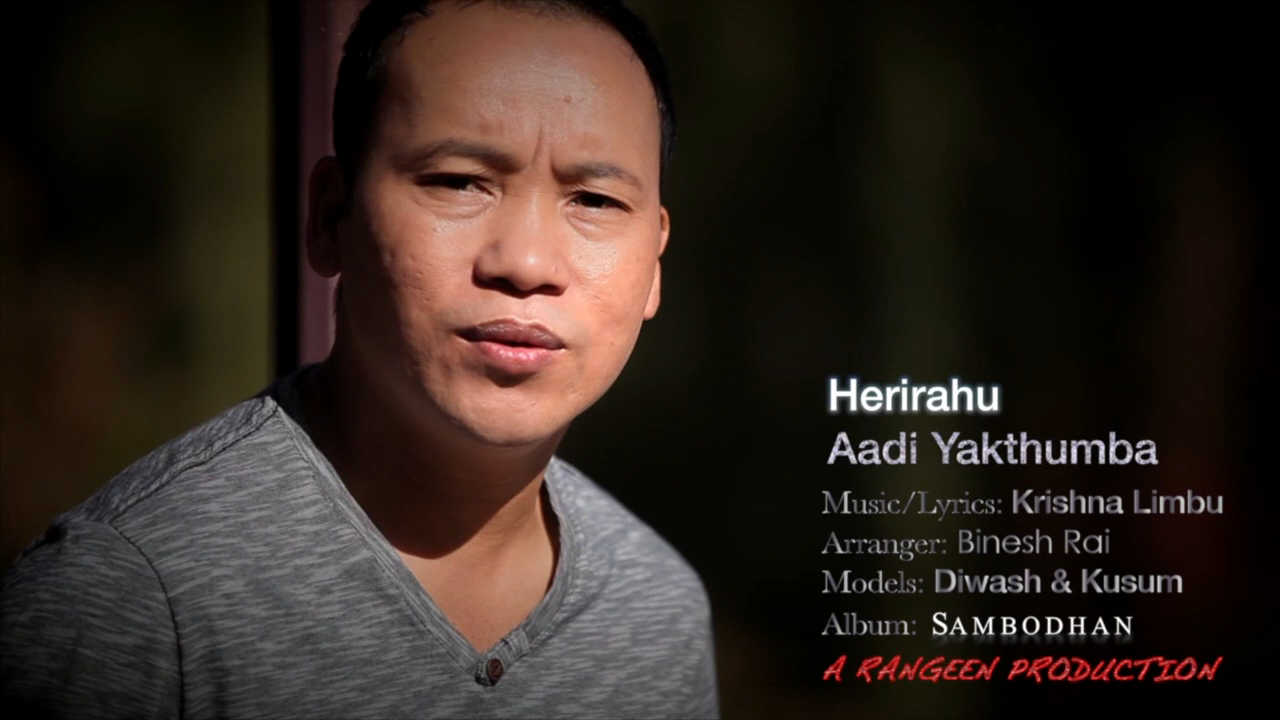 Herirahu
Aadi Yakthumba
Music/Lyrics: Krishna Limbu
Arranger: Binesh Rai
Models: Diwash & Kusum
Album: SAMBODHAN
A RANGEEN PRODUCTION